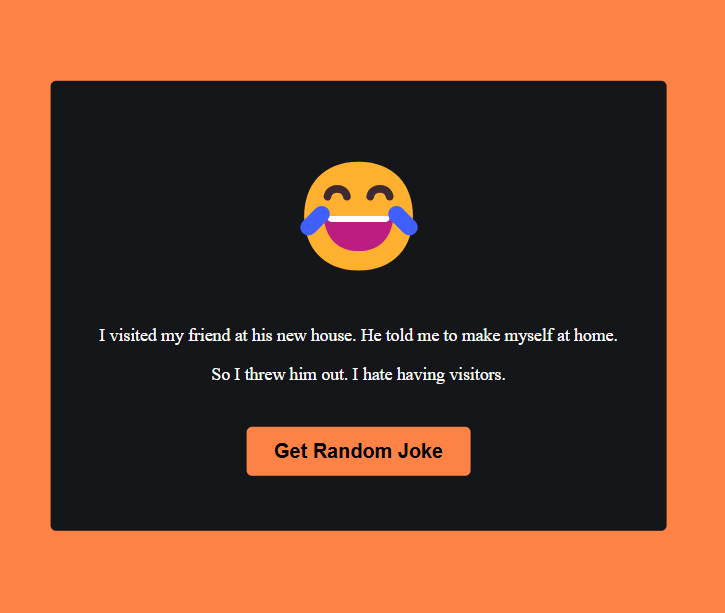 I visited my friend at his new house. He told me to make myself at home.
So I threw him out. I hate having visitors.
Get Random Joke